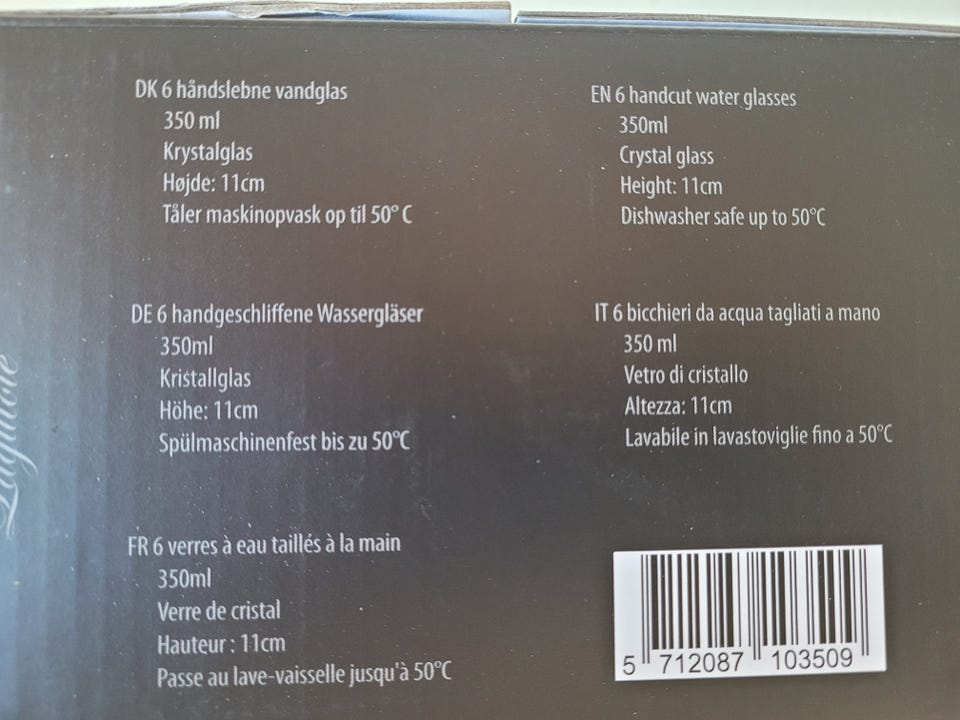 DK 6 håndslebne vandglas
350 ml
Krystalglas
Højde: 11cm
Tåler maskinopvask op til 50° C
EN 6 handcut water glasses
350ml
Crystal glass
Height: 11cm
Dishwasher safe up to 50°C
DE 6 handgeschliffene Wassergläser
350ml
Kristallglas
Höhe: 11cm
Spülmaschinenfest bis zu 50°C
IT 6 bicchieri da acqua tagliati a mano
350 ml
Vetro di cristallo
Altezza: 11cm
Lavabile in lavastoviglie fino a 50°C
FR 6 verres à eau taillés à la main
350ml
Verre de cristal
Hauteur : 11cm
Passe au lave-vaisselle jusqu'à 50°C
5 712087 103509